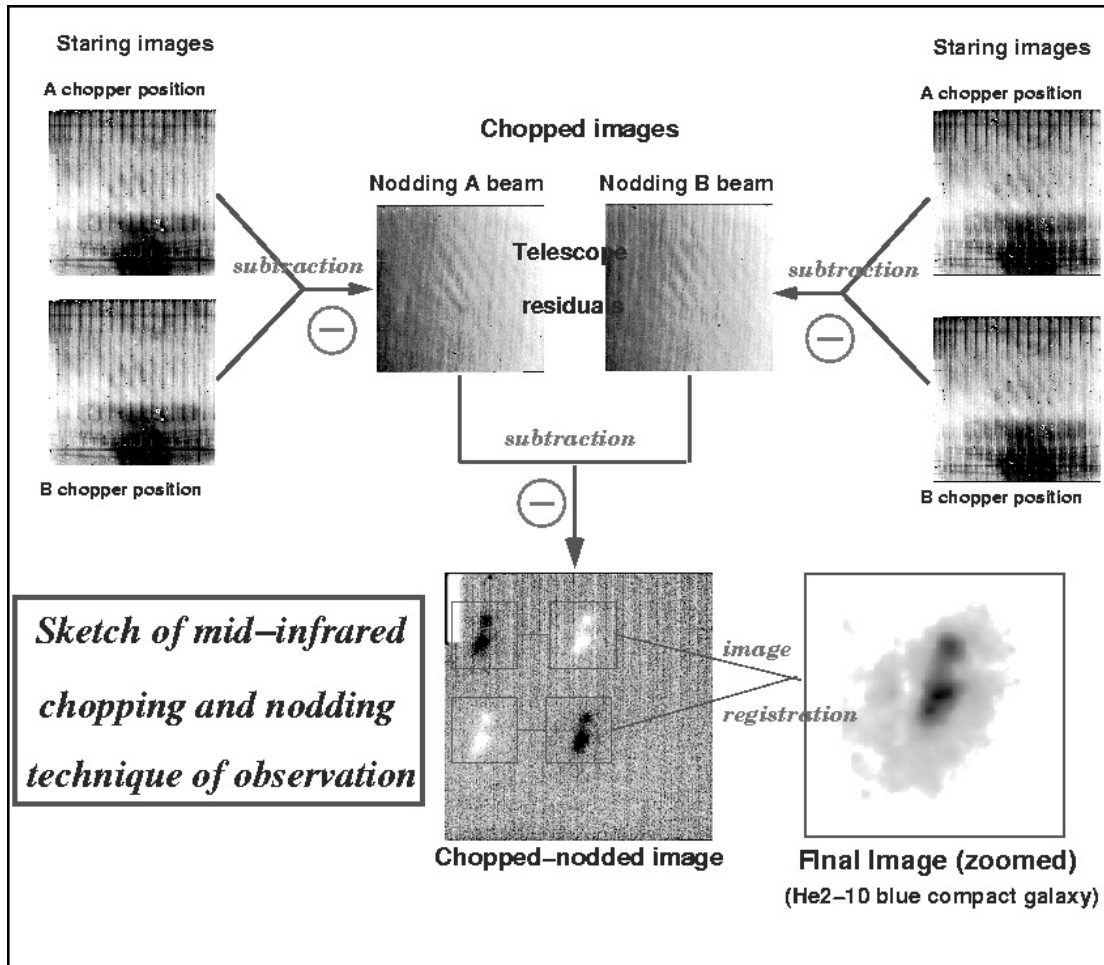 Staring images
A chopper position
B chopper position
Staring images
A chopper position
B chopper position
Chopped images
Nodding A beam
Nodding B beam
Telescope
residuals
subtraction
subtraction
subtraction
Sketch of mid–infrared
chopping and nodding
technique of observation
Chopped–nodded image
image
registration
Final Image (zoomed)
(He2–10 blue compact galaxy)